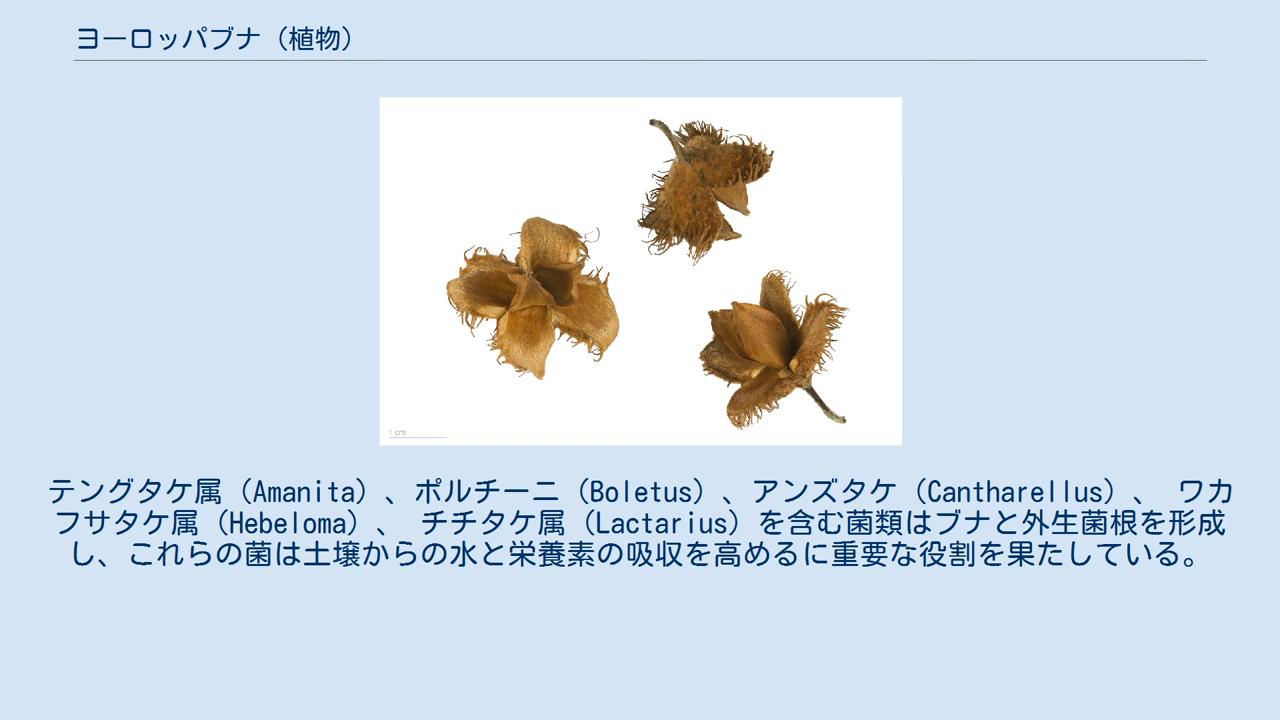 ヨーロッパブナ（植物）
1 cm
テングタケ属（Amanita）、ポルチーニ（Boletus）、アンズタケ（Cantharellus）、 ワカ
フサタケ属（Hebeloma）、 チチタケ属（Lactarius）を含む菌類はブナと外生菌根を形成
し、これらの菌は土壌からの水と栄養素の吸収を高めるに重要な役割を果たしている。